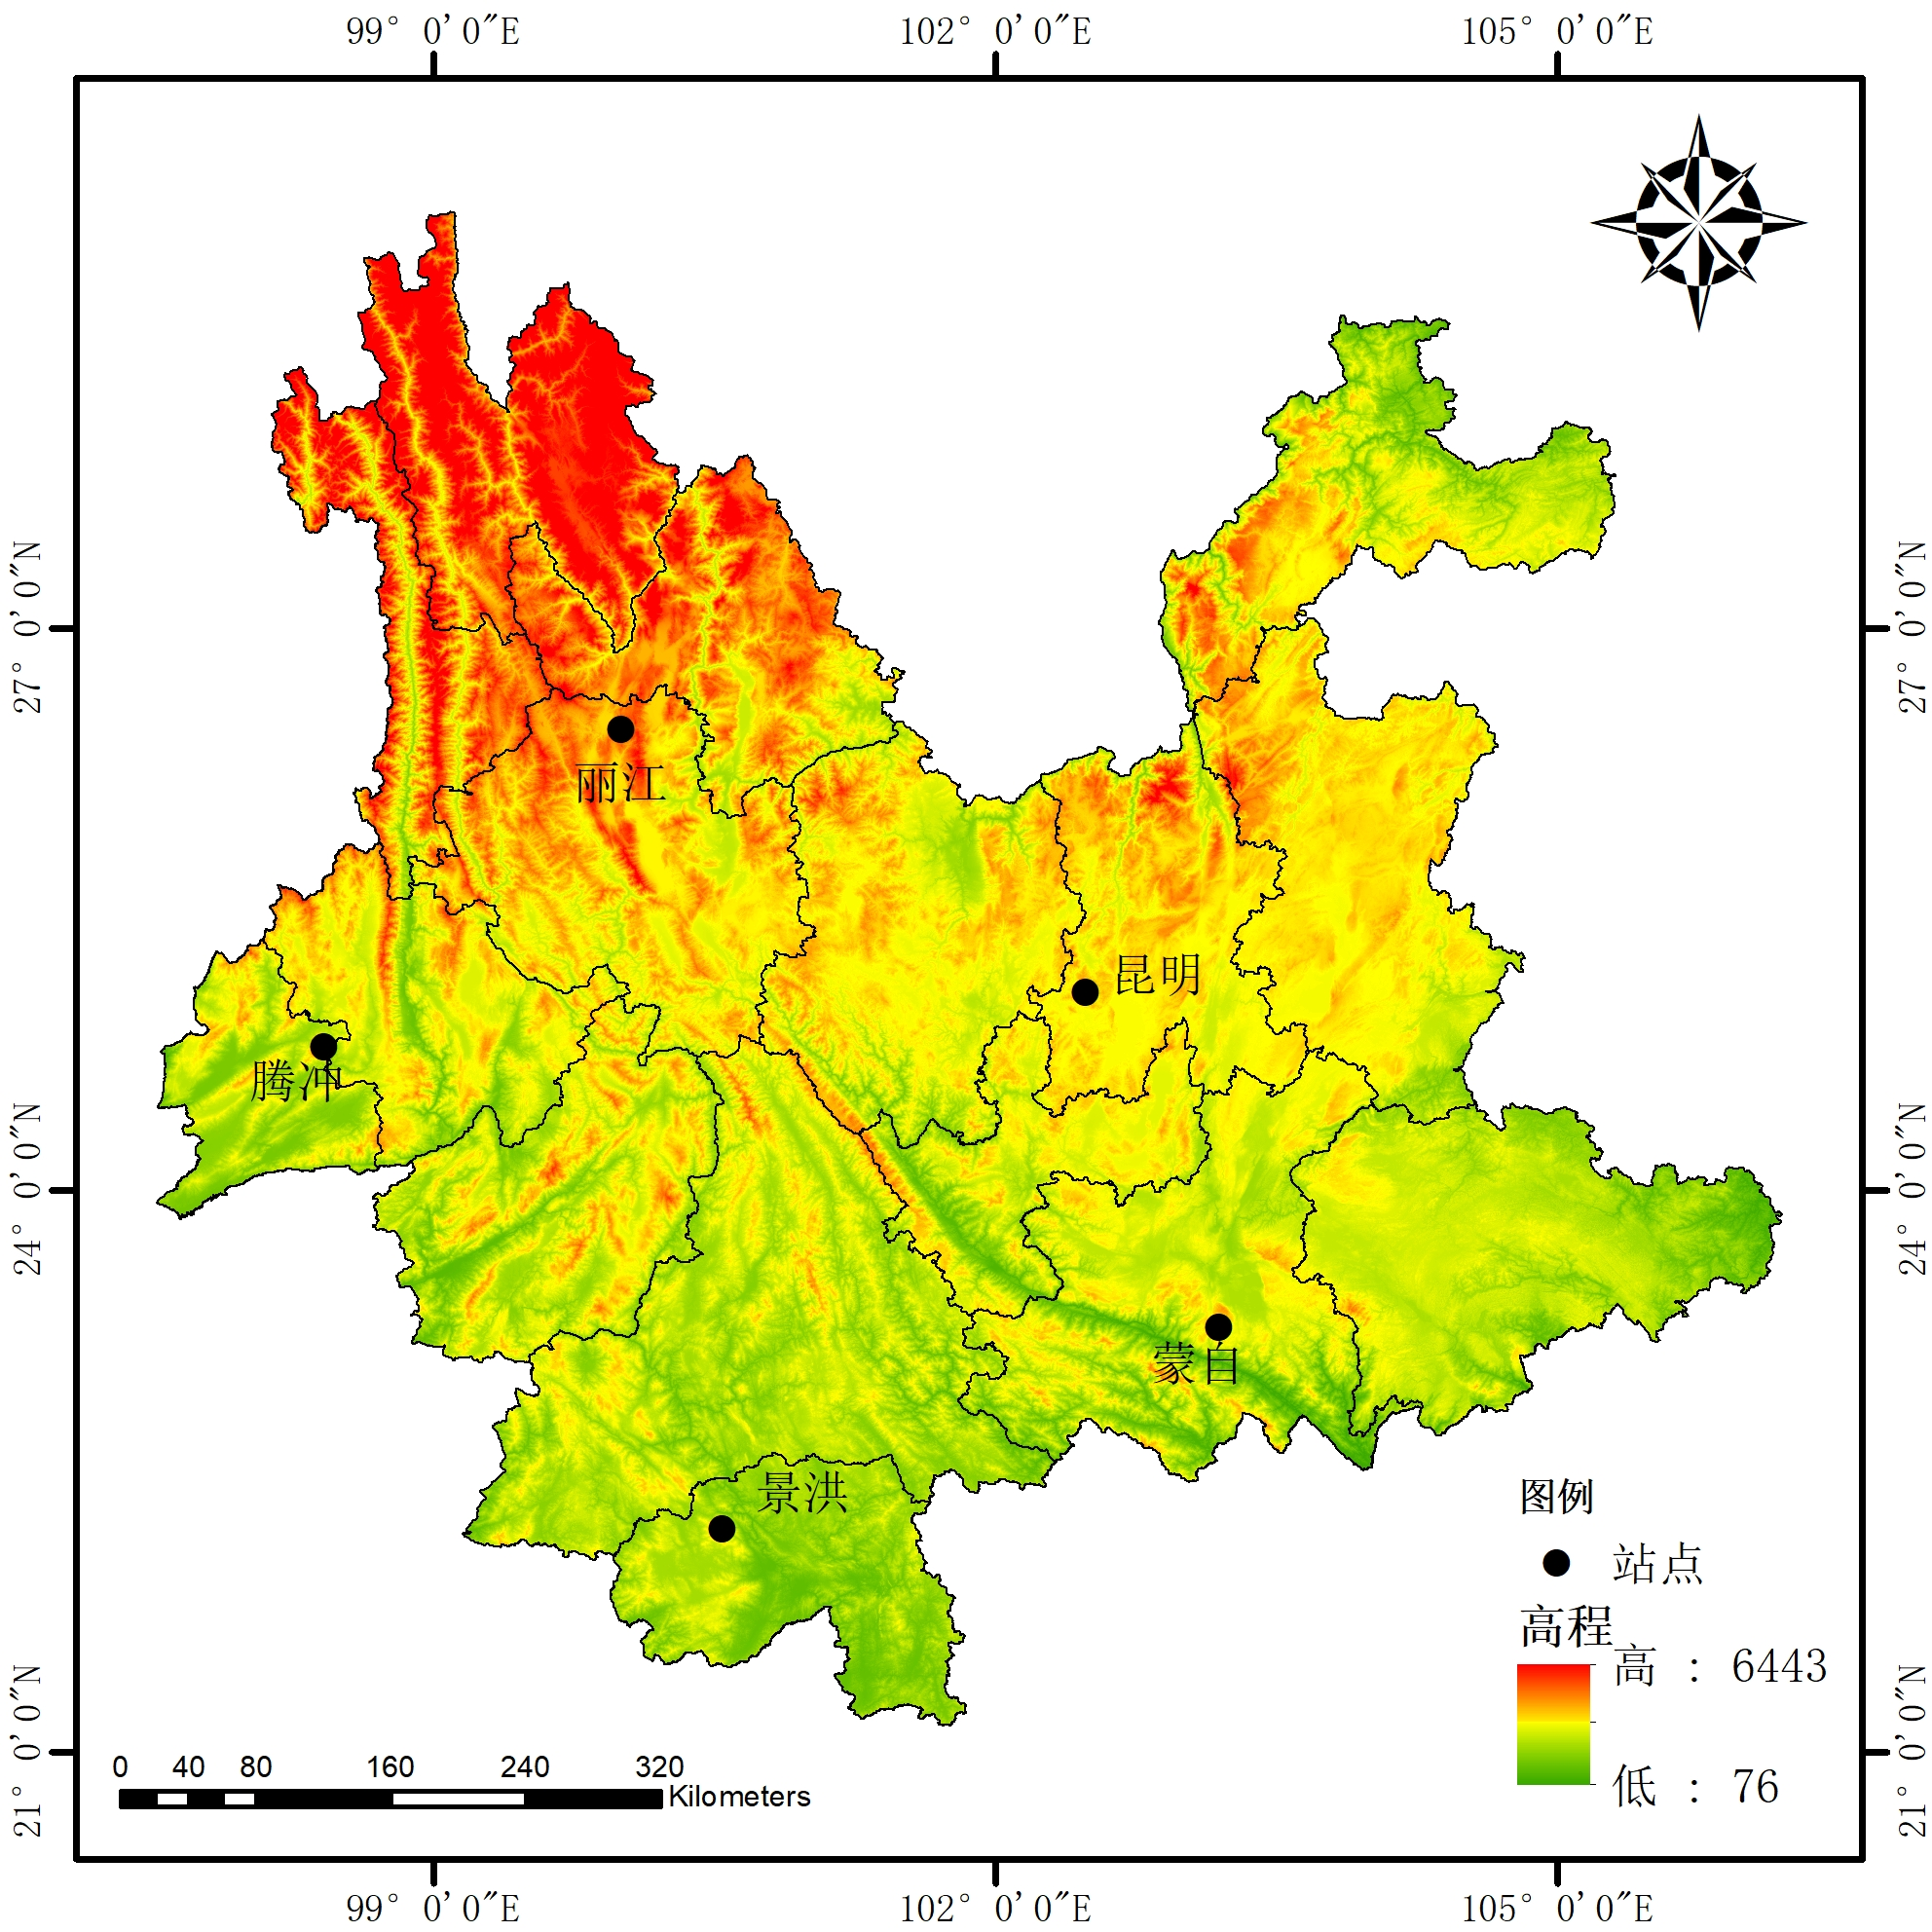 99° 0′0″E
102° 0′0″E
105° 0′0″E
27° 0′0″N
27° 0′0″N
丽江
昆明
腾冲
24° 0′0″N
24° 0′0″N
蒙自
景洪
图例
站点
高程
高 : 6443
低 : 76
21° 0′0″N
21° 0′0″N
0 40 80 160 240 320
Kilometers
99° 0′0″E
102° 0′0″E
105° 0′0″E